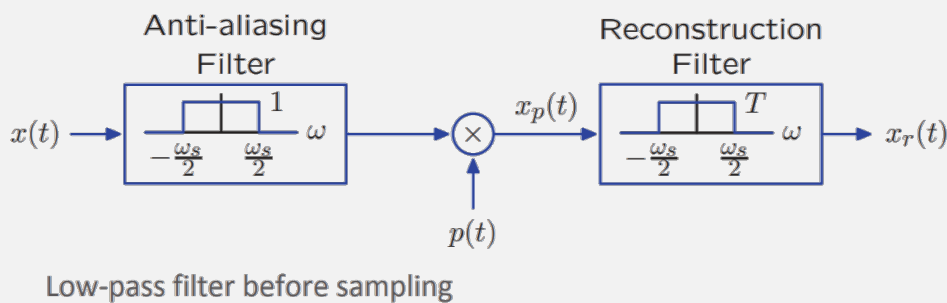 Anti-aliasing
Filter
Reconstruction
Filter
x(t)
1
ω
−ωs/2
ωs/2
×
p(t)
xp(t)
T
ω
−ωs/2
ωs/2
xr(t)
Low-pass filter before sampling